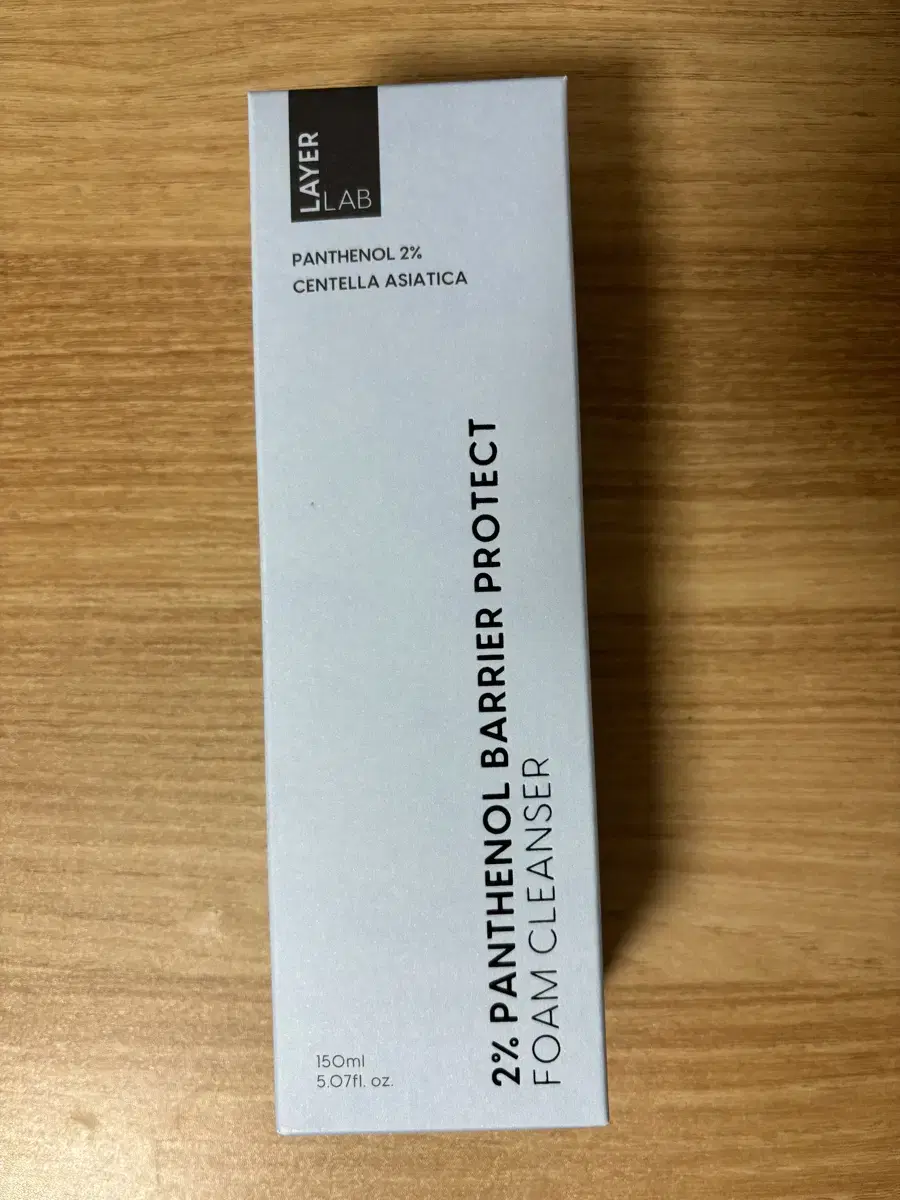 LAYER
LAB
PANTHENOL 2%
CENTELLA ASIATICA
2% PANTHENOL BARRIER PROTECT
FOAM CLEANSER
150ml
5.07fl. oz.